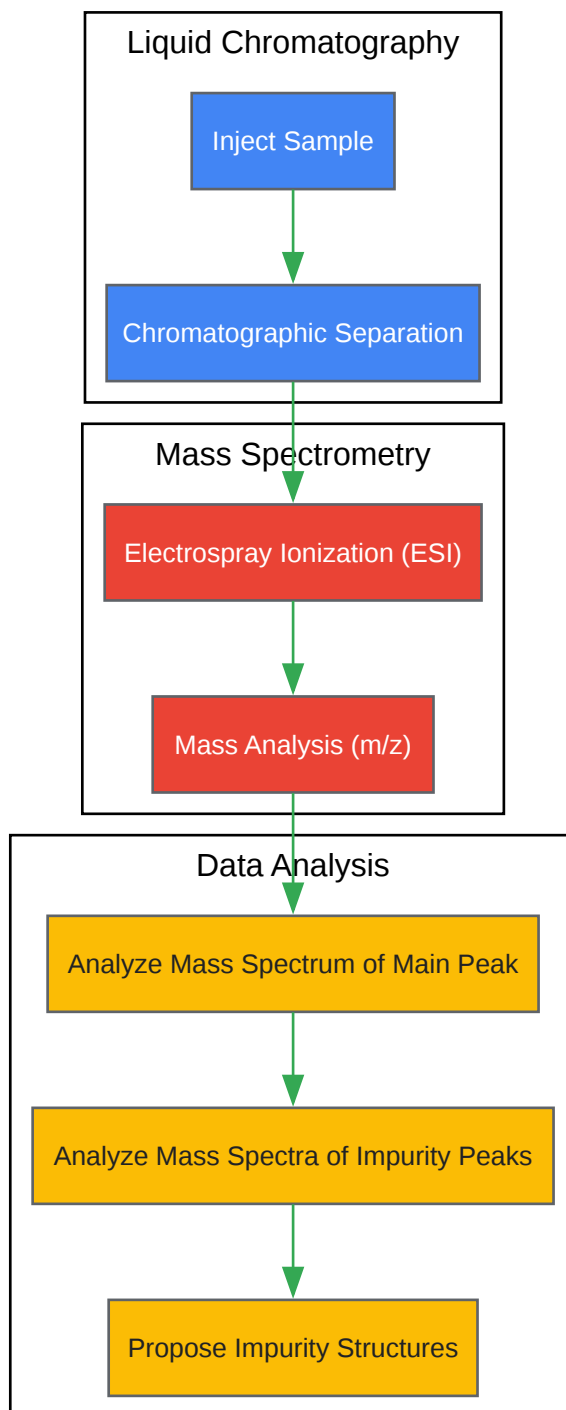 Liquid Chromatography
Inject Sample
Chromatographic Separation
Mass Spectrometry
Electrospray Ionization (ESI)
Mass Analysis (m/z)
Data Analysis
Analyze Mass Spectrum of Main Peak
Analyze Mass Spectra of Impurity Peaks
Propose Impurity Structures